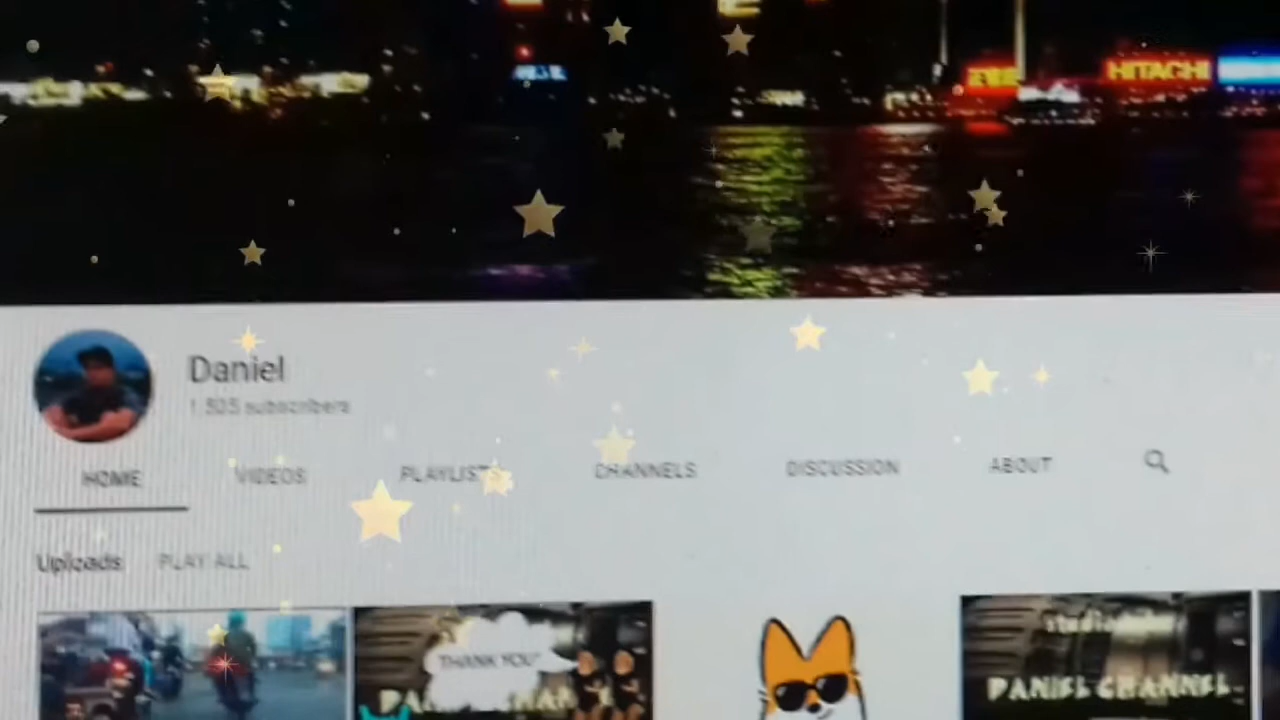 HITACHI
Daniel
1,505 subscribers
HOME VIDEOS PLAYLISTS CHANNELS DISCUSSION ABOUT
Uploads PLAY ALL
THANK YOU
DANIEL CHANNEL